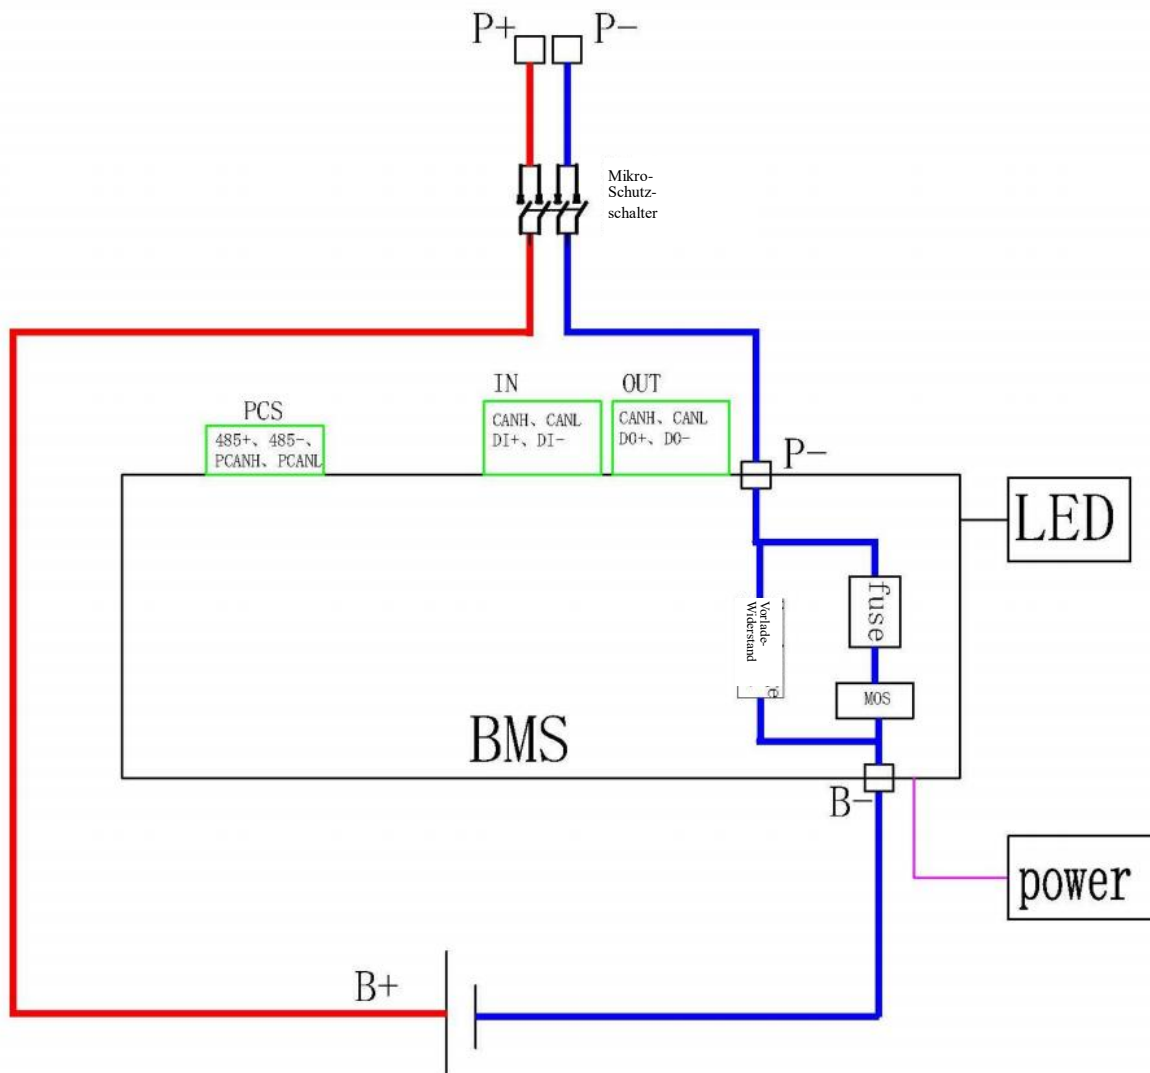 P+ P-
Mikro-
Schutz-
schalter
IN OUT
PCS
CANH、CANL
DI+、DI-
CANH、CANL
DO+、DO-
485+、485-、
PCANH、PCANL
P-
LED
fuse
Vorlade-
Widerstand
MOS
BMS
B-
power
B+